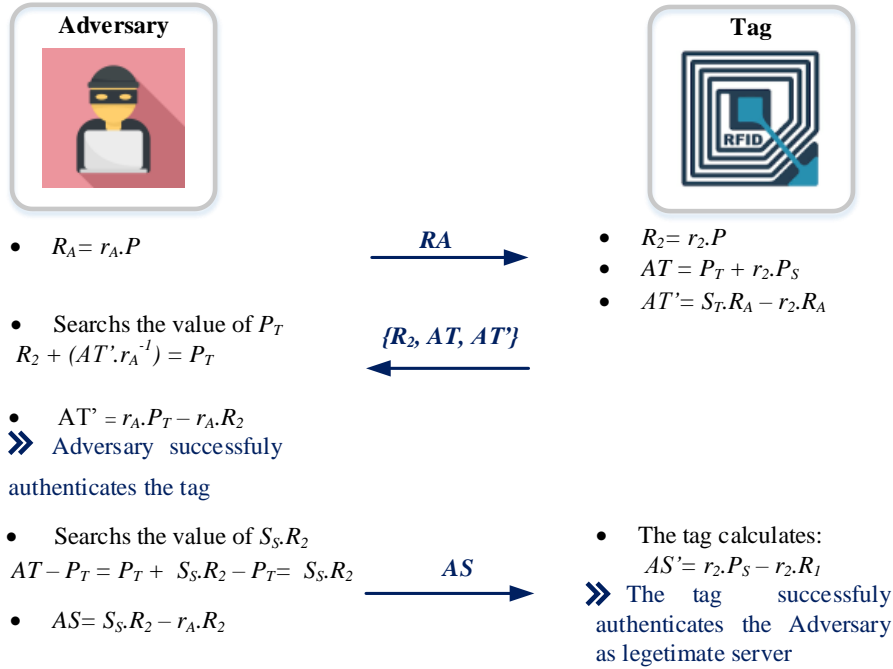 Adversary
Tag
RFID
• R_A= r_A.P
RA
• R_2= r_2.P
• AT = P_T + r_2.P_S
• AT’= S_T.R_A – r_2.R_A
• Searchs the value of P_T
R_2 + (AT’.r_A^-1) = P_T
{R_2, AT, AT’}
• AT’ = r_A.P_T – r_A.R_2
Adversary successfuly
authenticates the tag
• Searchs the value of S_S.R_2
AT – P_T = P_T + S_S.R_2 – P_T= S_S.R_2
• AS= S_S.R_2 – r_A.R_2
AS
• The tag calculates:
AS’= r_2.P_S – r_2.R_1
The tag successfuly
authenticates the Adversary
as legetimate server